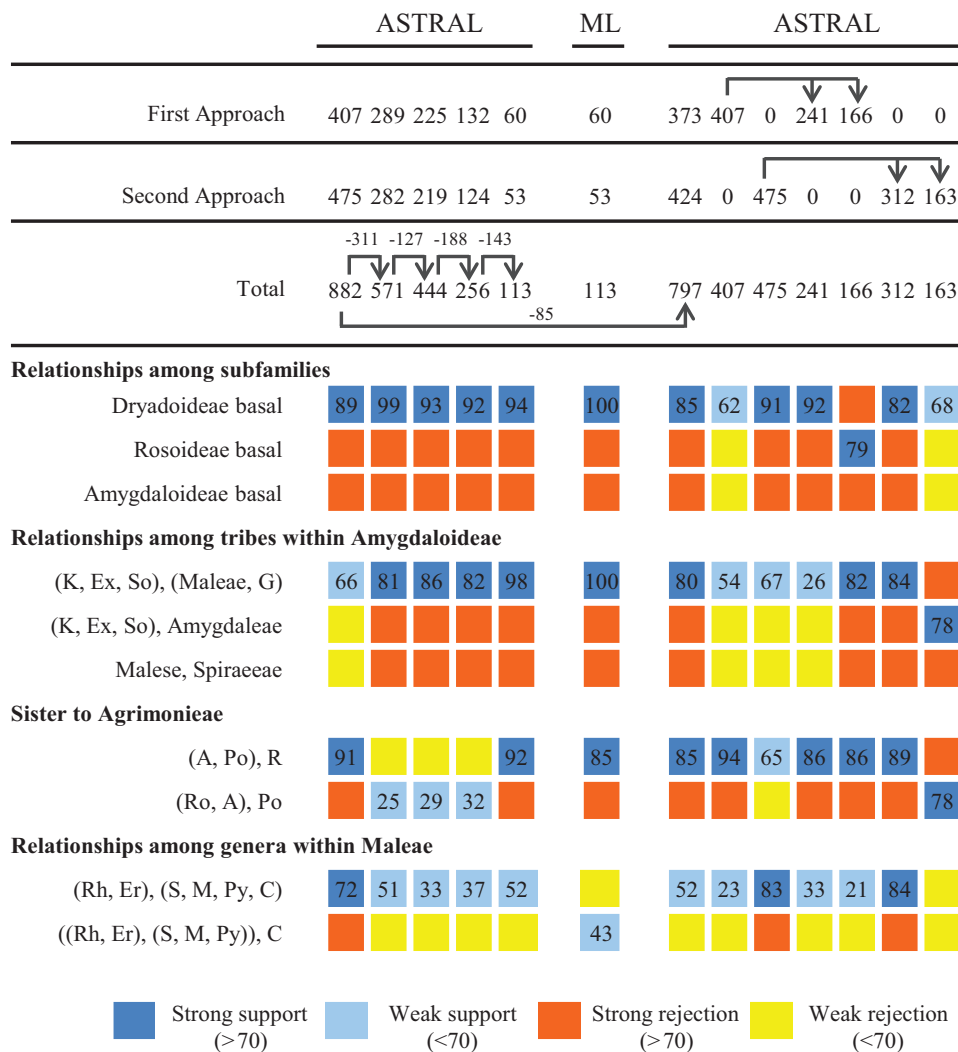 ASTRAL ML ASTRAL
First Approach 407 289 225 132 60 60 373 407 0 241 166 0 0
Second Approach 475 282 219 124 53 53 424 0 475 0 0 312 163
-311 -127 -188 -143
Total 882 571 444 256 113 113 797 407 475 241 166 312 163
-85
Relationships among subfamilies
Dryadoideae basal 89 99 93 92 94 100 85 62 91 92 82 68
Rosoideae basal 79
Amygdaloideae basal
Relationships among tribes within Amygdaloideae
(K, Ex, So), (Maleae, G) 66 81 86 82 98 100 80 54 67 26 82 84
(K, Ex, So), Amygdaleae 78
Malese, Spiraeeae
Sister to Agrimonieae
(A, Po), R 91 92 85 85 94 65 86 86 89
(Ro, A), Po 25 29 32 78
Relationships among genera within Maleae
(Rh, Er), (S, M, Py, C) 72 51 33 37 52 52 23 83 33 21 84
((Rh, Er), (S, M, Py)), C 43
Strong support Weak support Strong rejection Weak rejection
(>70) (<70) (>70) (<70)